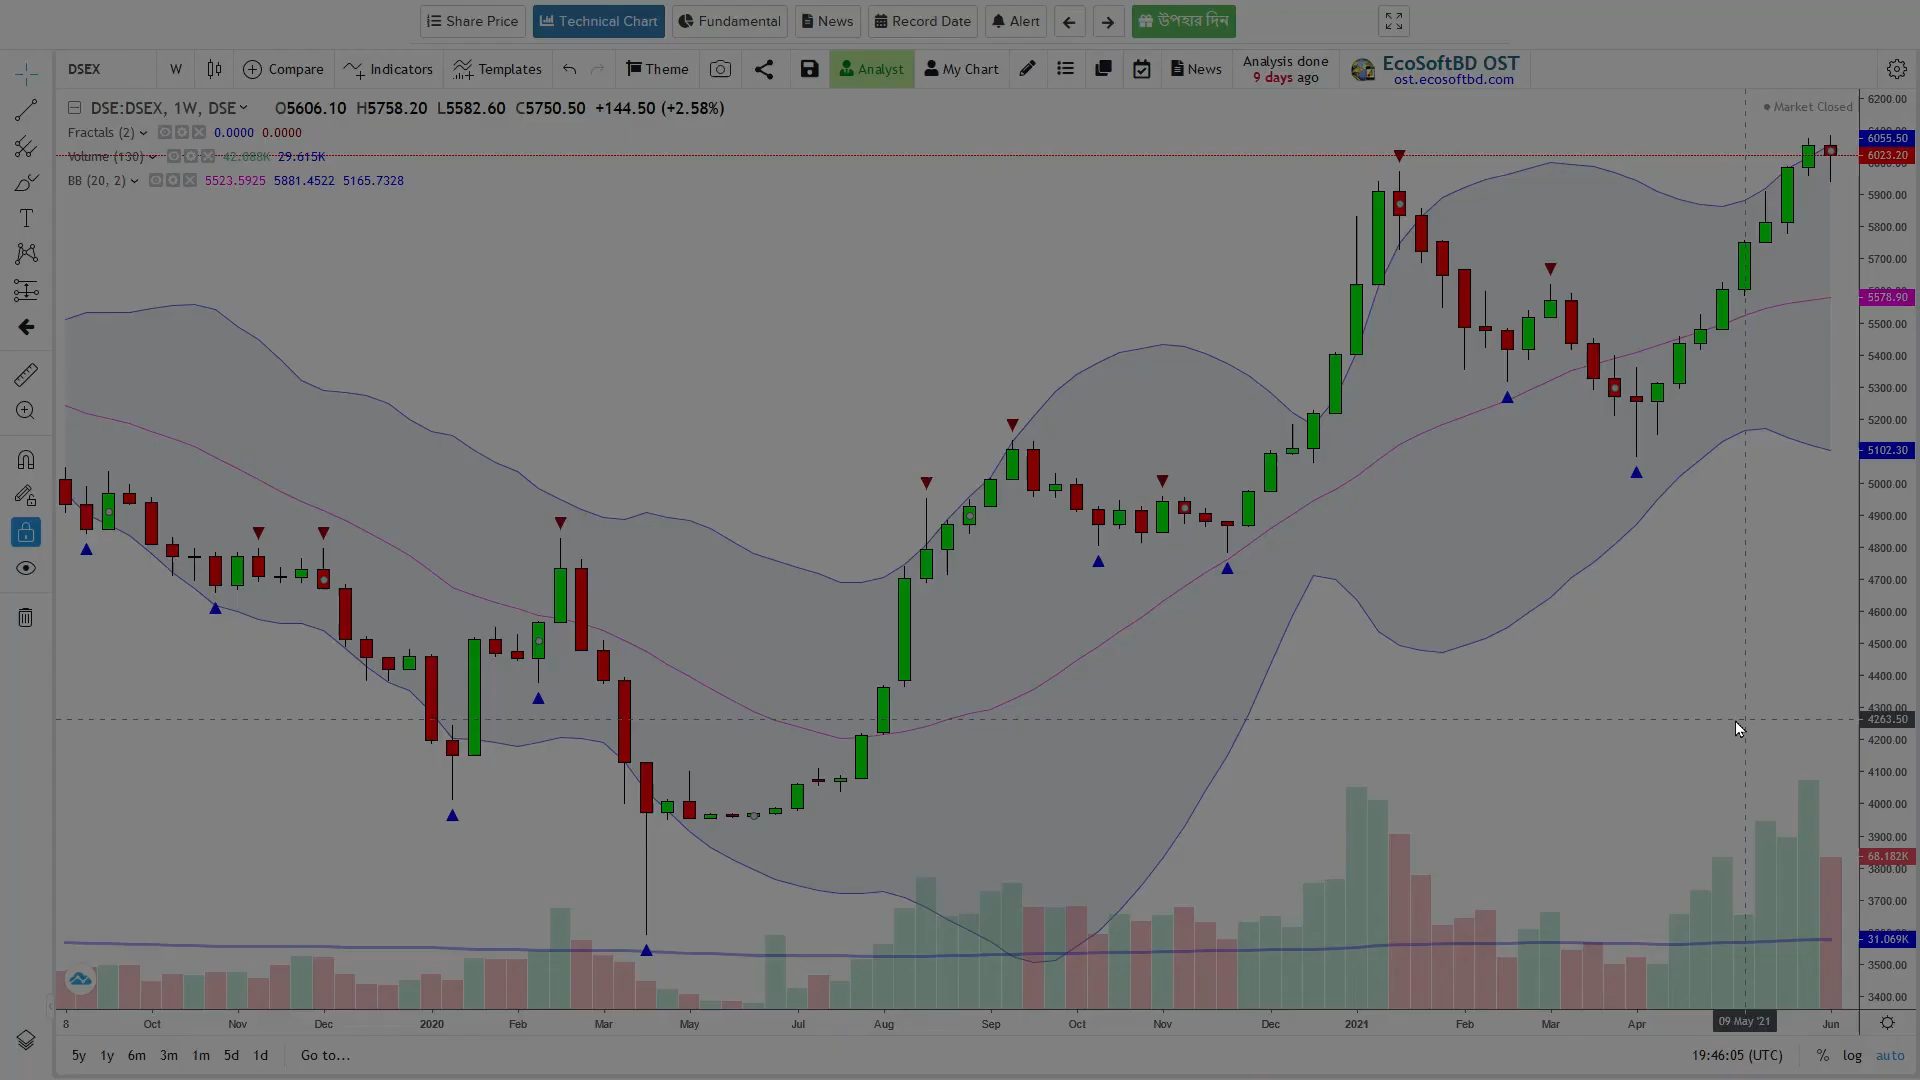 Share Price Technical Chart Fundamental News Record Date Alert উপহার দিন
DSEX W Compare Indicators Templates Theme Analyst My Chart News Analysis done 9 days ago EcoSoftBD OST ost.ecosoftbd.com
DSE:DSEX, 1W, DSE O5606.10 H5758.20 L5582.60 C5750.50 +144.50 (+2.58%)
Market Closed
Fractals (2) 0.0000 0.0000
Volume (130) 42.088K 29.615K
BB (20, 2) 5523.5925 5881.4522 5165.7328
6200.00
6055.50
6023.20
5900.00
5800.00
5700.00
5578.90
5500.00
5400.00
5300.00
5200.00
5102.30
5000.00
4900.00
4800.00
4700.00
4600.00
4500.00
4400.00
4300.00
4263.50
4200.00
4100.00
4000.00
3900.00
68.182K
3800.00
3700.00
31.069K
3500.00
3400.00
8 Oct Nov Dec 2020 Feb Mar May Jul Aug Sep Oct Nov Dec 2021 Feb Mar Apr 09 May '21 Jun
5y 1y 6m 3m 1m 5d 1d Go to... 19:46:05 (UTC) % log auto